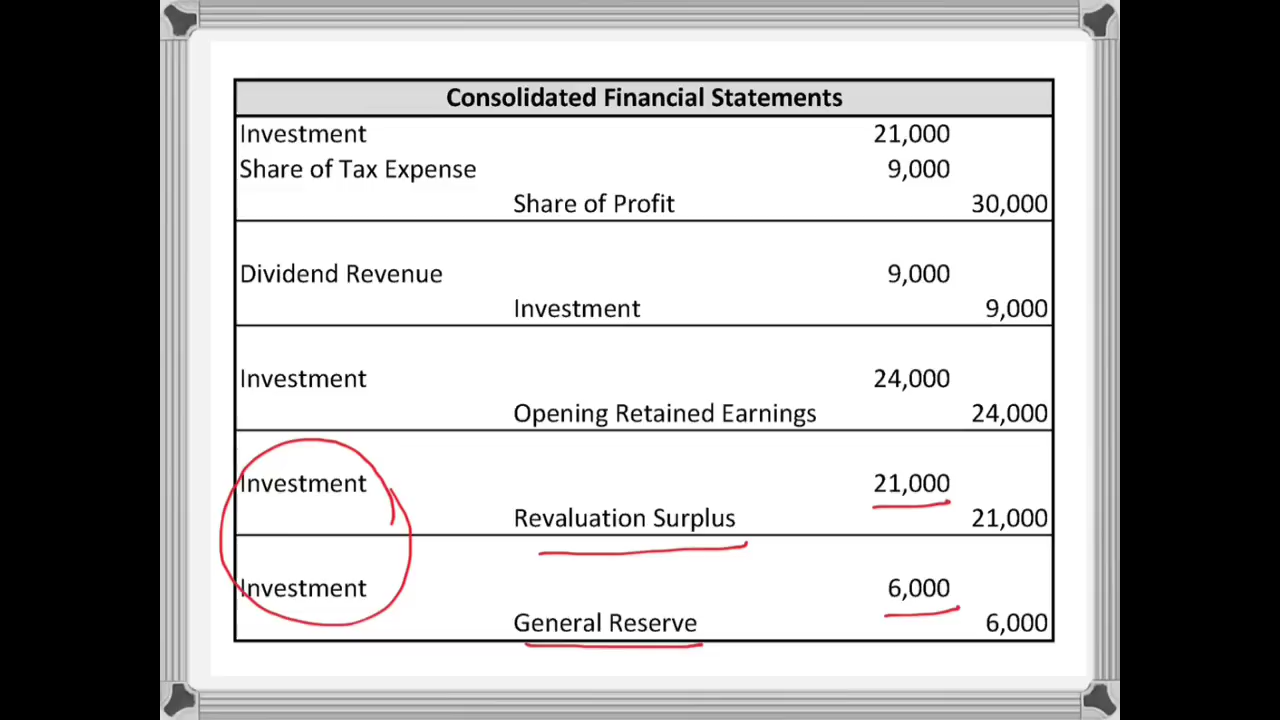 Consolidated Financial Statements
Investment 21,000
Share of Tax Expense 9,000
Share of Profit 30,000
Dividend Revenue 9,000
Investment 9,000
Investment 24,000
Opening Retained Earnings 24,000
Investment 21,000
Revaluation Surplus 21,000
Investment 6,000
General Reserve 6,000